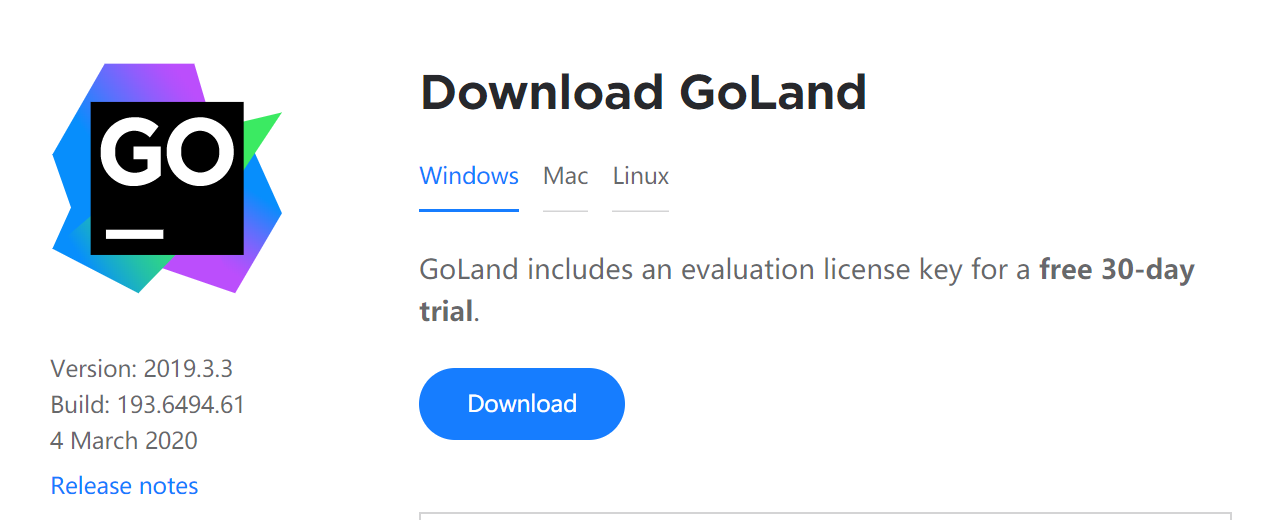 GO
Download GoLand
Windows Mac Linux
GoLand includes an evaluation license key for a free 30-day
trial.
Download
Version: 2019.3.3
Build: 193.6494.61
4 March 2020
Release notes